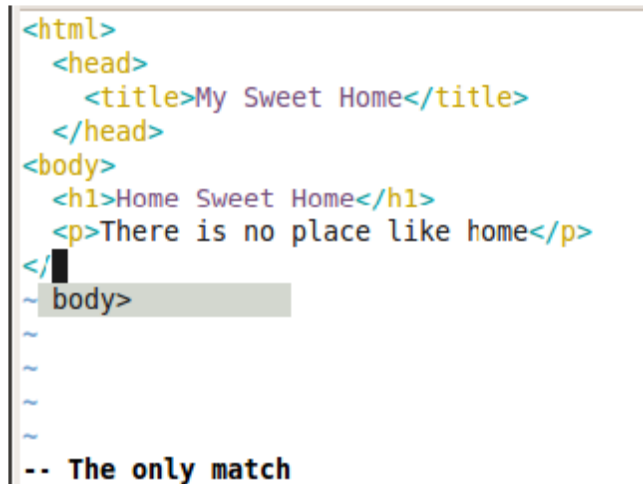 <html>
  <head>
    <title>My Sweet Home</title>
  </head>
<body>
  <h1>Home Sweet Home</h1>
  <p>There is no place like home</p>
</
~ body>
~
~
~
~
-- The only match